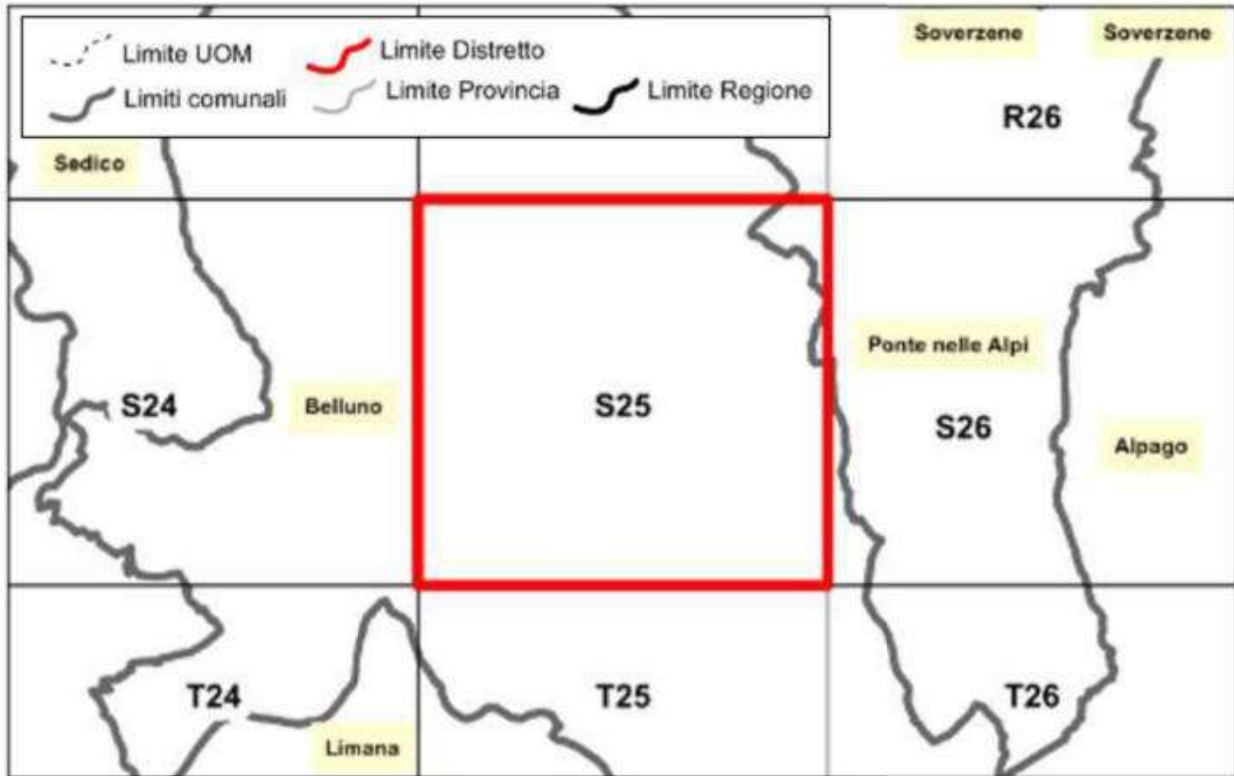 Soverzene
Soverzene
Limite UOM
Limite Distretto
Limiti comunali
Limite Provincia
Limite Regione
R26
Sedico
Ponte nelle Alpi
S24
Belluno
S25
S26
Alpago
T24
T25
T26
Limana